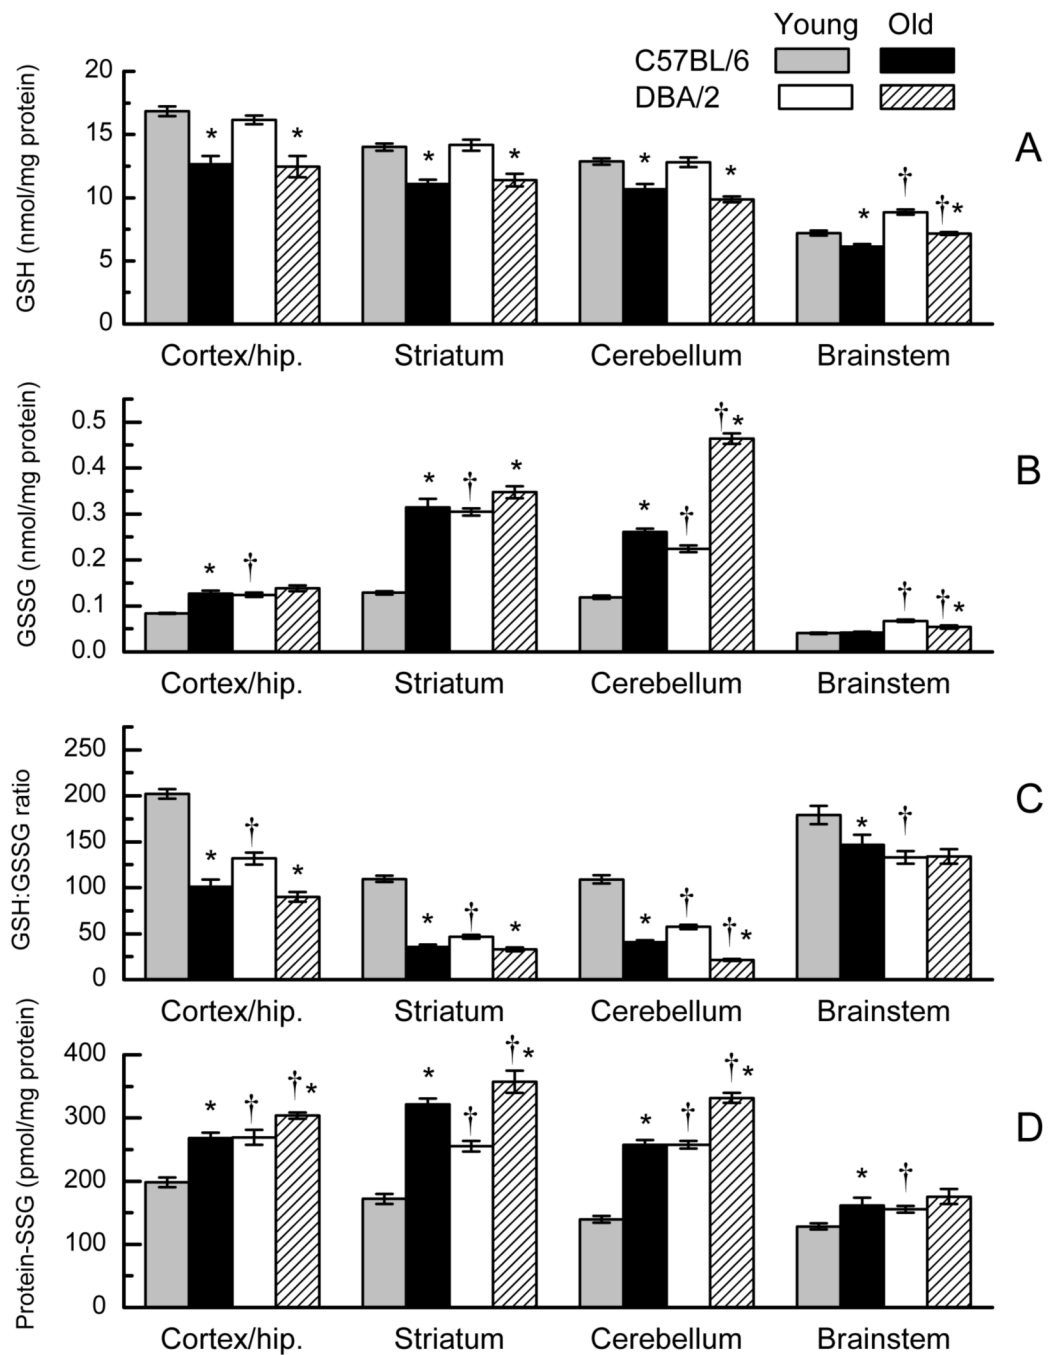 Young Old
C57BL/6
DBA/2
A
GSH (nmol/mg protein)
20
15
10
5
0
* * * * * * † * † *
Cortex/hip. Striatum Cerebellum Brainstem
B
GSSG (nmol/mg protein)
0.5
0.4
0.3
0.2
0.1
0.0
* † * † * * † † * † † *
Cortex/hip. Striatum Cerebellum Brainstem
C
GSH:GSSG ratio
250
200
150
100
50
0
* † * * † * * † † * * †
Cortex/hip. Striatum Cerebellum Brainstem
D
Protein-SSG (pmol/mg protein)
400
300
200
100
0
* † † * * † † * * † † * * †
Cortex/hip. Striatum Cerebellum Brainstem